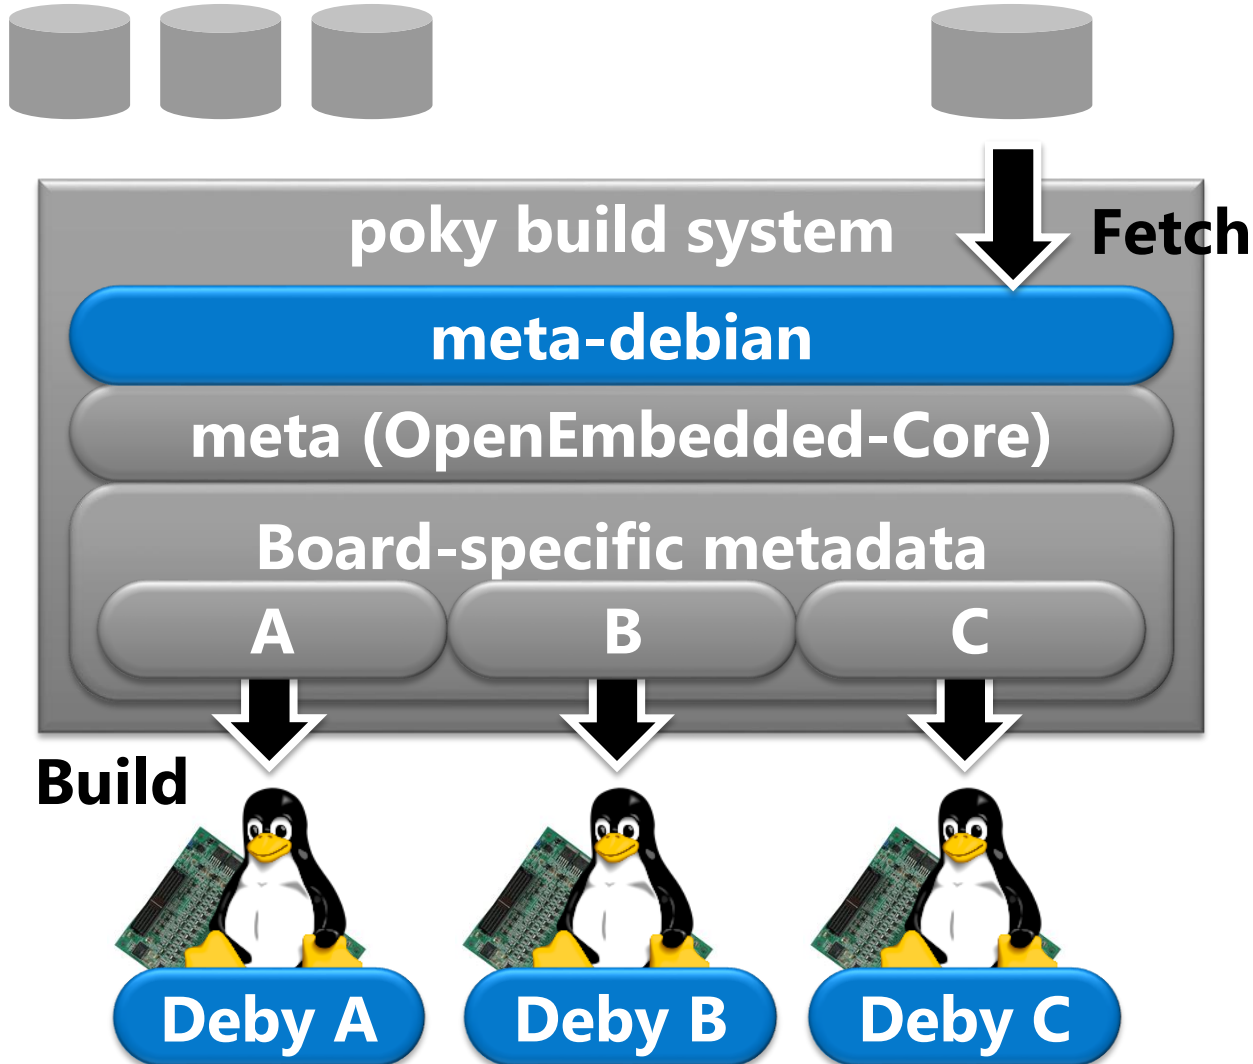 poky build system
Fetch
meta-debian
meta (OpenEmbedded-Core)
Board-specific metadata
A
B
C
Build
Deby A
Deby B
Deby C